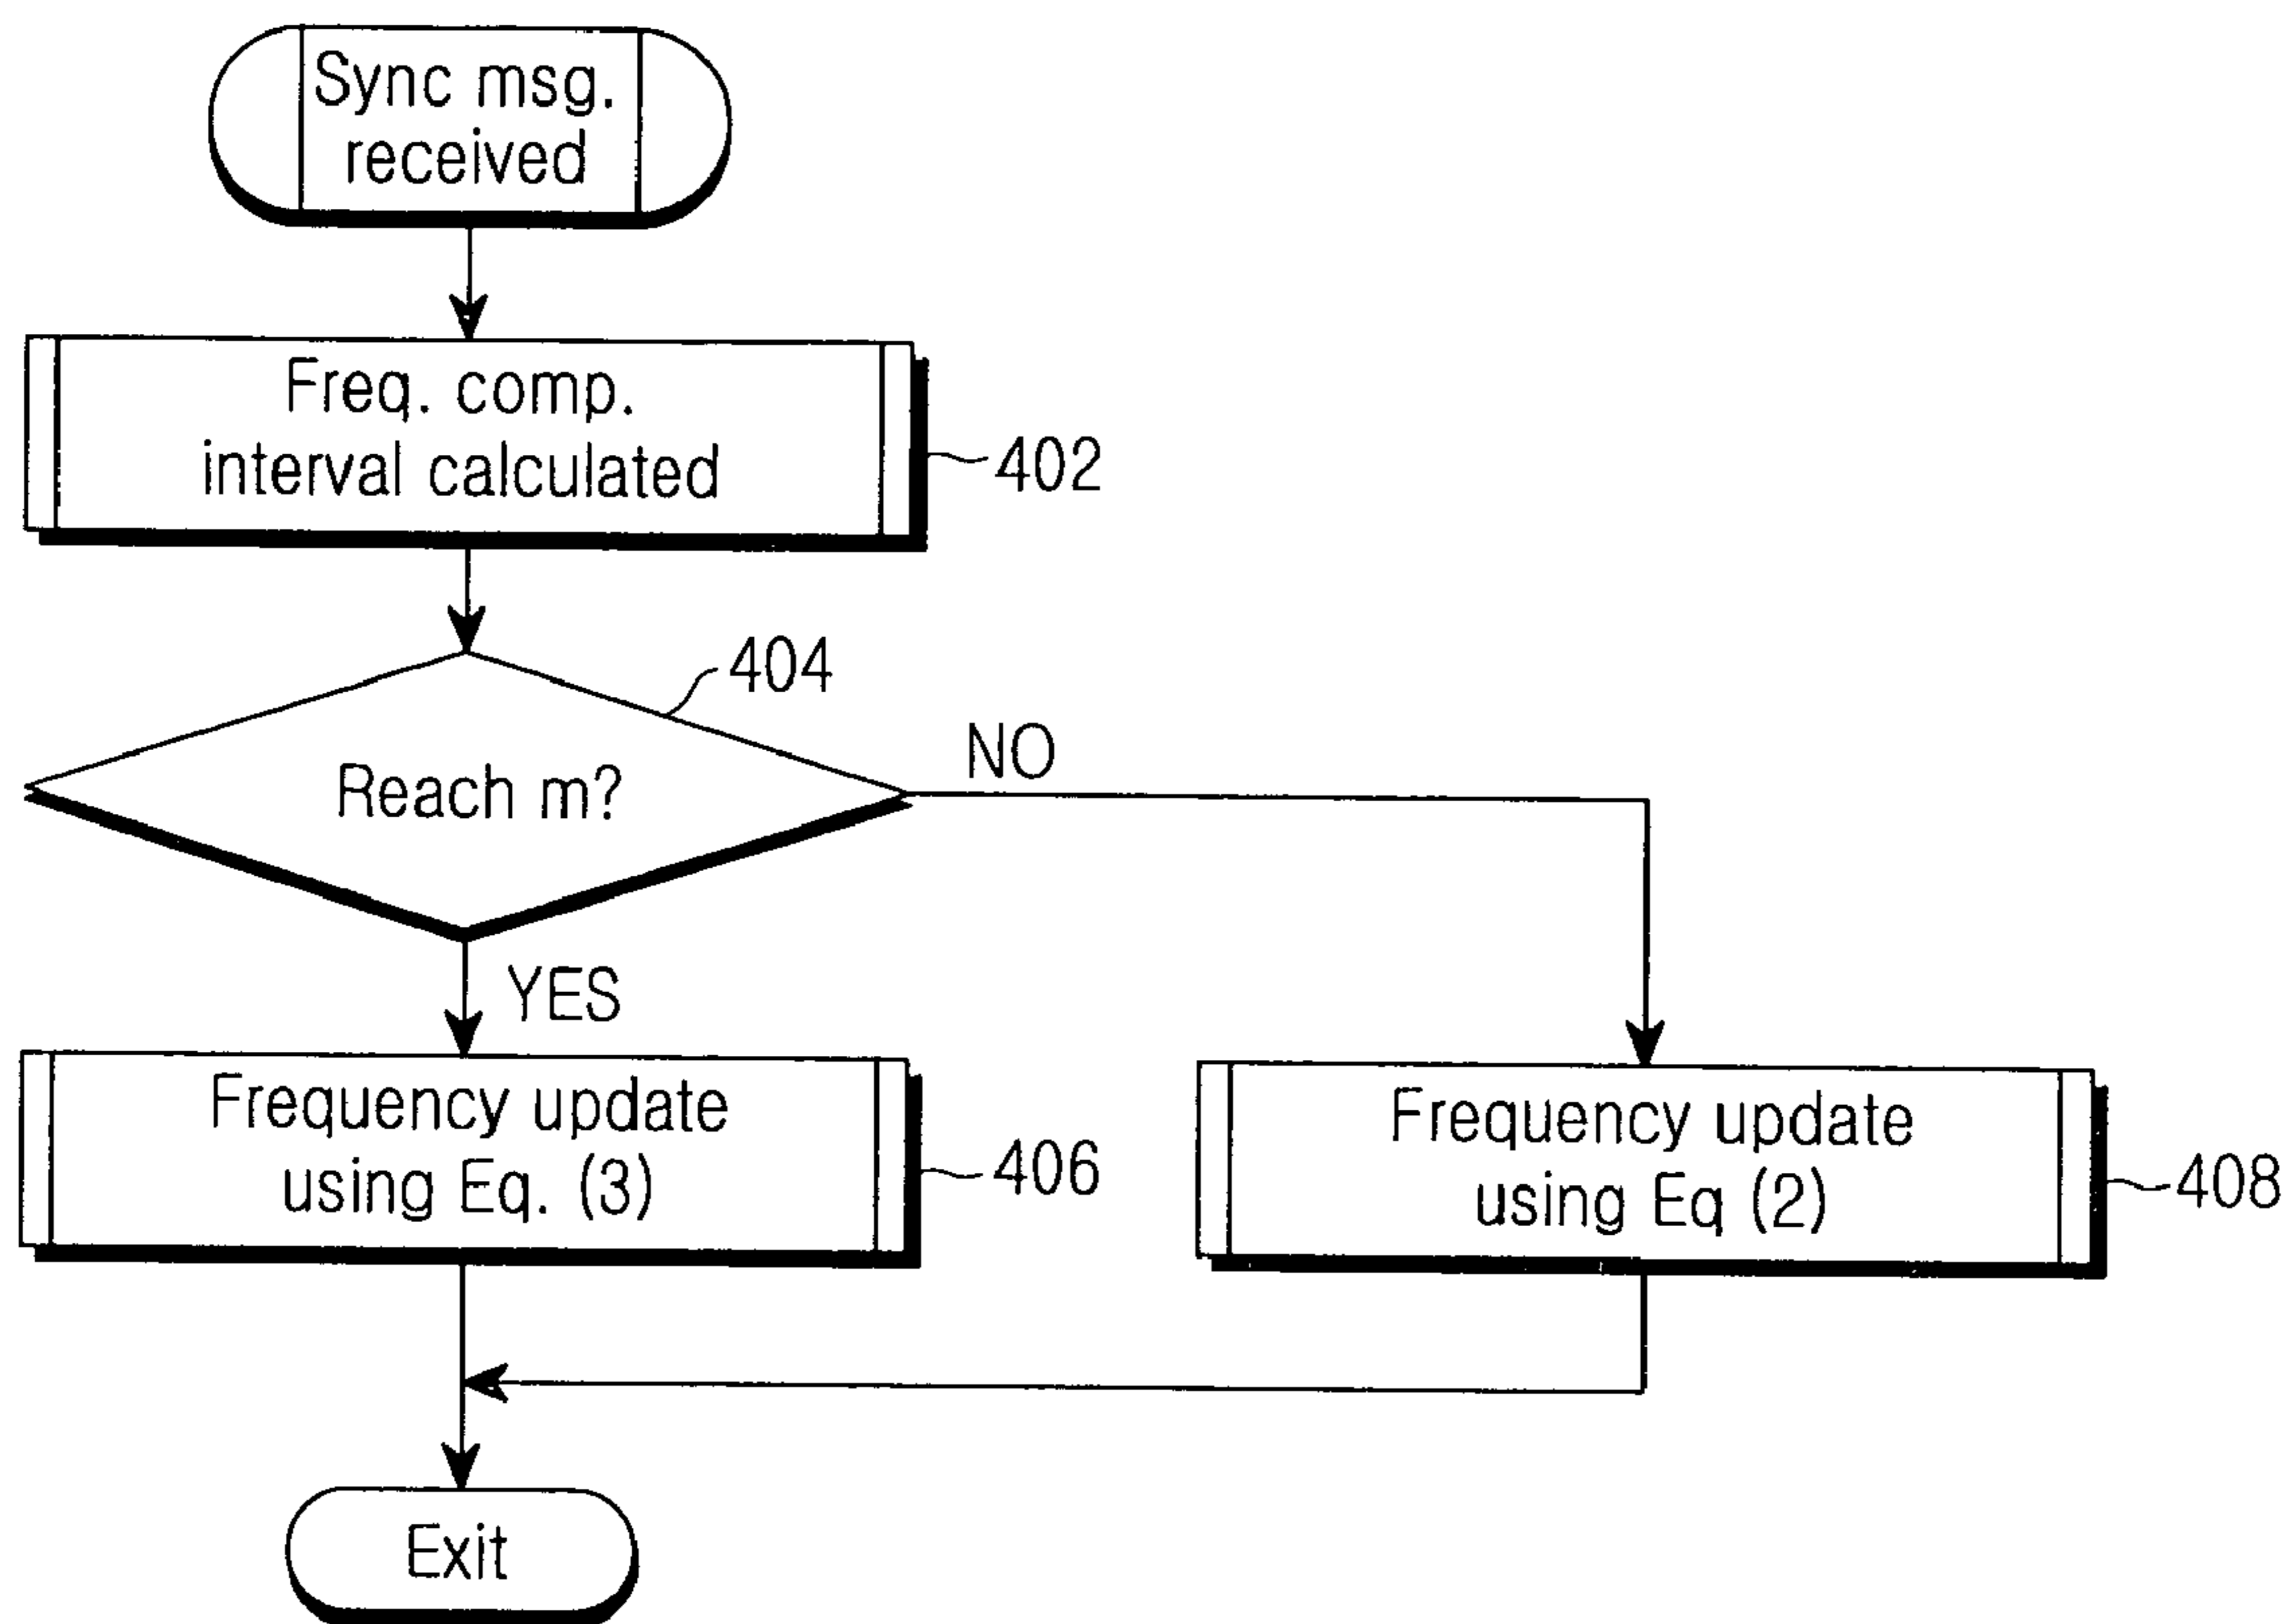 Sync msg.
received
Freq. comp.
interval calculated
402
404
Reach m?
NO
YES
Frequency update
using Eq. (3)
406
Frequency update
using Eq (2)
408
Exit